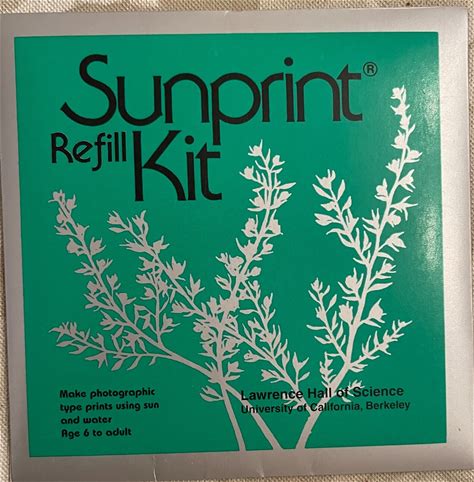 Sunprint®
Refill Kit
Make photographic
type prints using sun
and water
Age 6 to adult
Lawrence Hall of Science
University of California, Berkeley